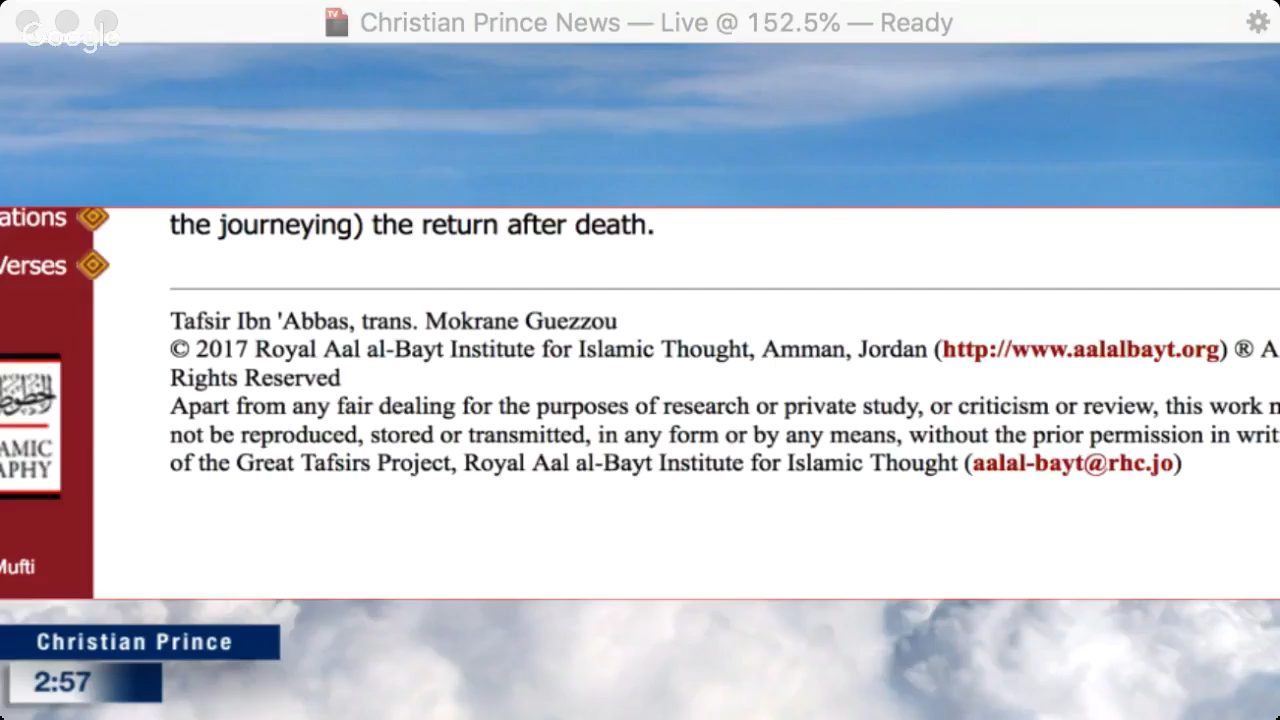 Christian Prince News — Live @ 152.5% — Ready
Google
ations
Verses
the journeying) the return after death.
Tafsir Ibn 'Abbas, trans. Mokrane Guezzou
© 2017 Royal Aal al-Bayt Institute for Islamic Thought, Amman, Jordan (http://www.aalalbayt.org) ® A
Rights Reserved
Apart from any fair dealing for the purposes of research or private study, or criticism or review, this work m
not be reproduced, stored or transmitted, in any form or by any means, without the prior permission in writ
of the Great Tafsirs Project, Royal Aal al-Bayt Institute for Islamic Thought (aalal-bayt@rhc.jo)
AMIC
APHY
Mufti
Christian Prince
2:57